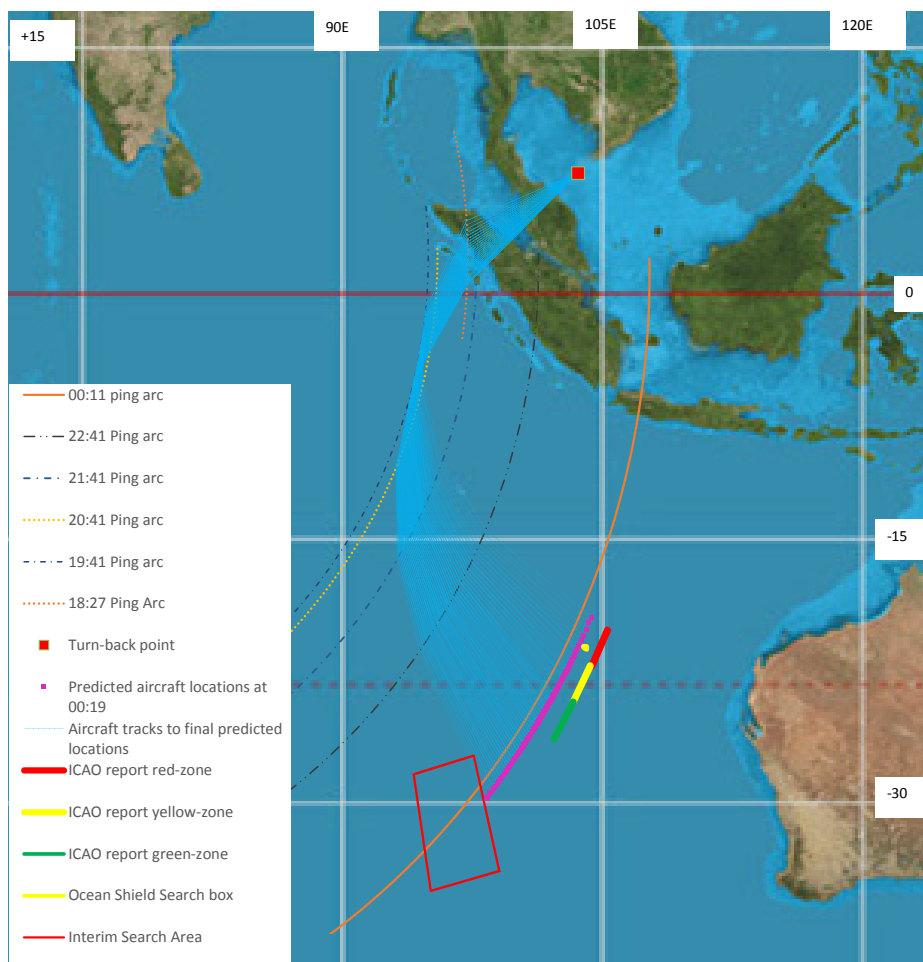 +15
90E
105E
120E
0
00:11 ping arc
22:41 Ping arc
21:41 Ping arc
20:41 Ping arc
-15
19:41 Ping arc
18:27 Ping Arc
Turn-back point
Predicted aircraft locations at
00:19
Aircraft tracks to final predicted
locations
ICAO report red-zone
-30
ICAO report yellow-zone
ICAO report green-zone
Ocean Shield Search box
Interim Search Area